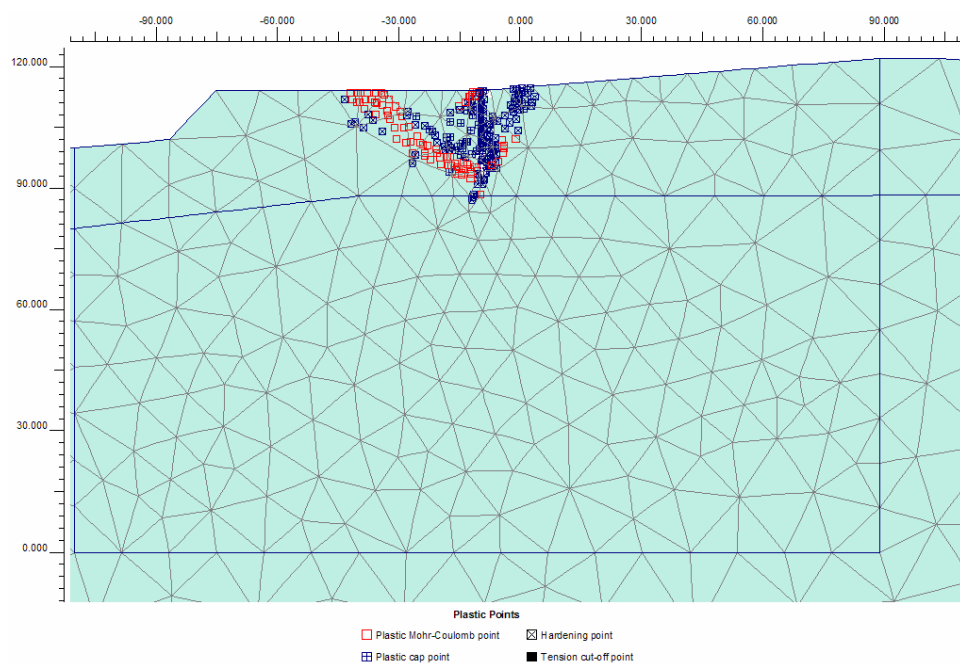 -90.000 -60.000 -30.000 0.000 30.000 60.000 90.000
120.000
90.000
60.000
30.000
0.000
Plastic Points
Plastic Mohr-Coulomb point Hardening point
Plastic cap point Tension cut-off point